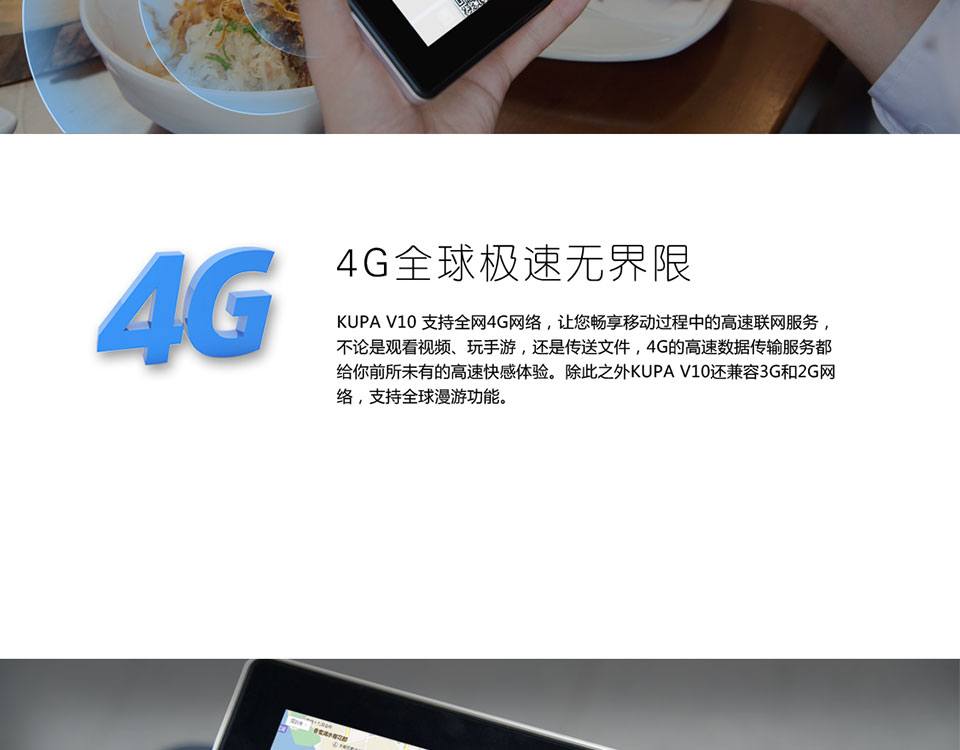 4G
4G全球极速无界限
KUPA V10 支持全网4G网络，让您畅享移动过程中的高速联网服务，
不论是观看视频、玩手游，还是传送文件，4G的高速数据传输服务都
给你前所未有的高速快感体验。除此之外KUPA V10还兼容3G和2G网
络，支持全球漫游功能。